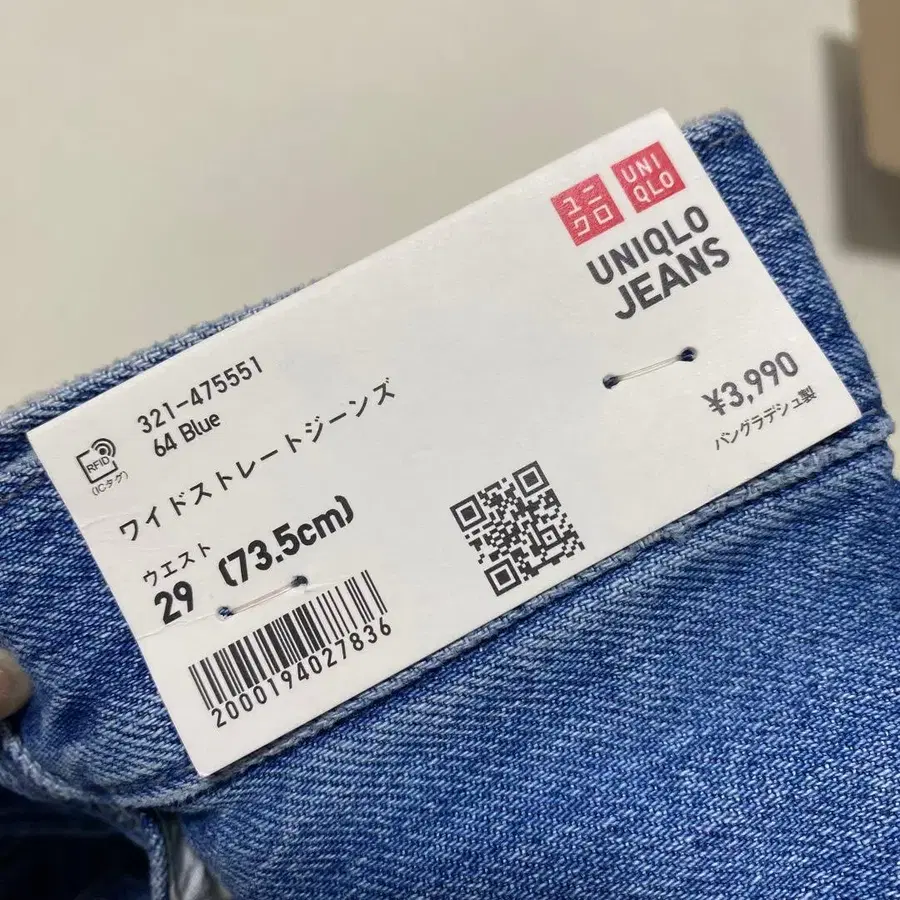 ユニ
クロ
UNI
QLO
UNIQLO
JEANS
321-475551
64 Blue
RFID
(ICタグ)
ワイドストレートジーンズ
¥3,990
バングラデシュ製
ウエスト
29 (73.5cm)
2000194027836